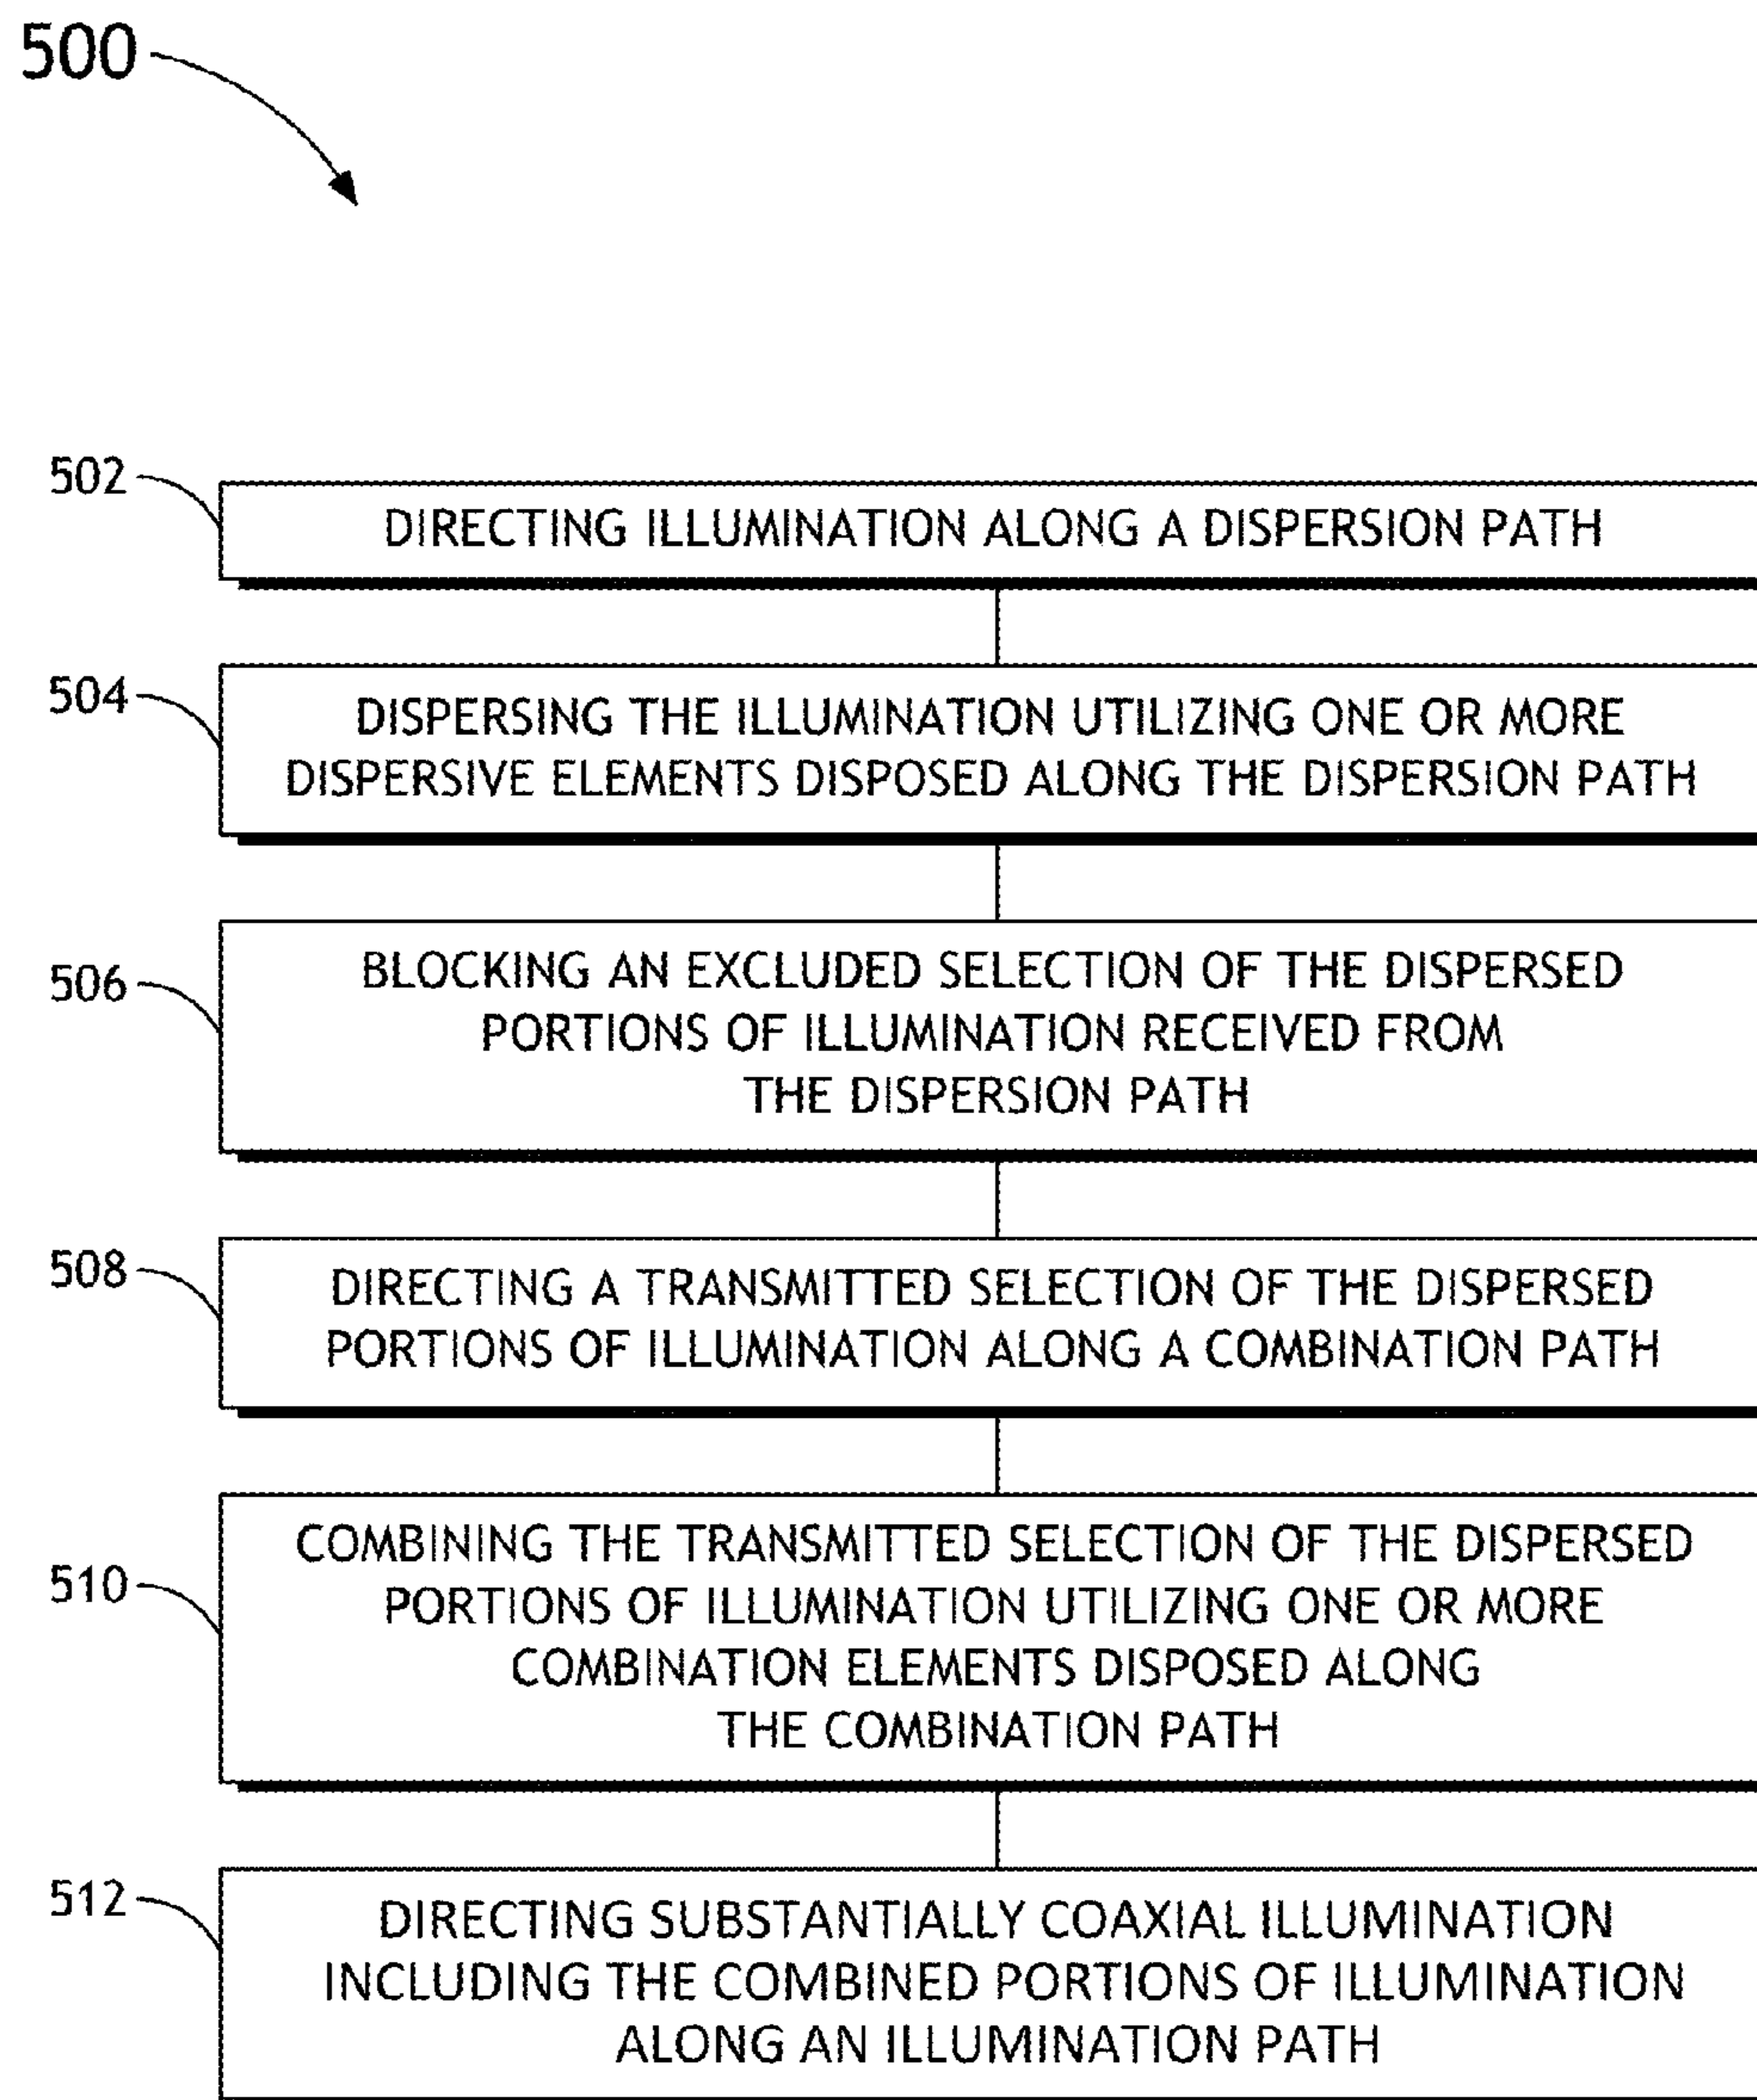 500
502
DIRECTING ILLUMINATION ALONG A DISPERSION PATH
504
DISPERSING THE ILLUMINATION UTILIZING ONE OR MORE
DISPERSIVE ELEMENTS DISPOSED ALONG THE DISPERSION PATH
506
BLOCKING AN EXCLUDED SELECTION OF THE DISPERSED
PORTIONS OF ILLUMINATION RECEIVED FROM
THE DISPERSION PATH
508
DIRECTING A TRANSMITTED SELECTION OF THE DISPERSED
PORTIONS OF ILLUMINATION ALONG A COMBINATION PATH
510
COMBINING THE TRANSMITTED SELECTION OF THE DISPERSED
PORTIONS OF ILLUMINATION UTILIZING ONE OR MORE
COMBINATION ELEMENTS DISPOSED ALONG
THE COMBINATION PATH
512
DIRECTING SUBSTANTIALLY COAXIAL ILLUMINATION
INCLUDING THE COMBINED PORTIONS OF ILLUMINATION
ALONG AN ILLUMINATION PATH